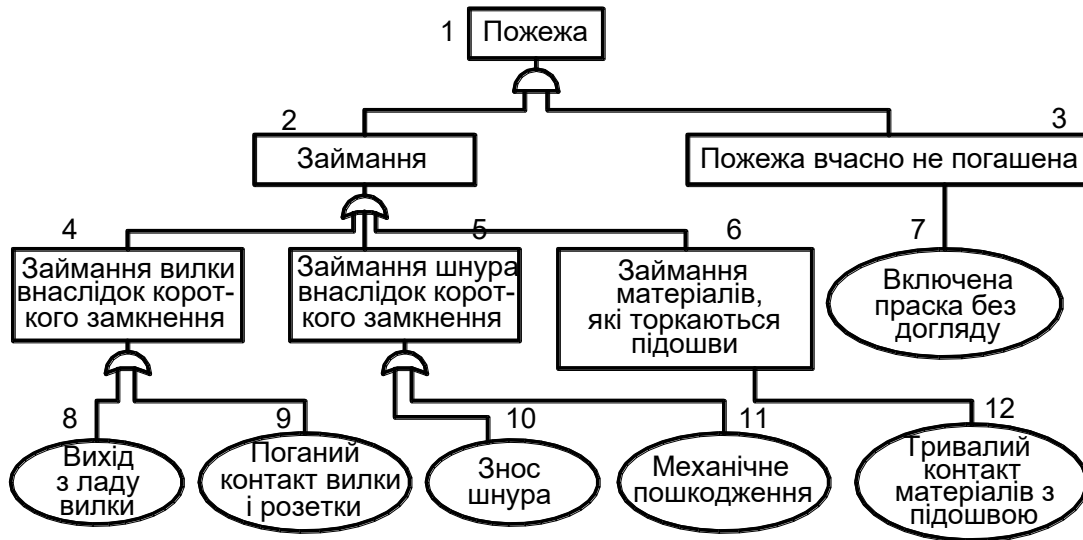 1
Пожежа
2
Займання
3
Пожежа вчасно не погашена
4
Займання вилки
внаслідок корот-
кого замкнення
5
Займання шнура
внаслідок корот-
кого замкнення
6
Займання
матеріалів,
які торкаються
підошви
7
Включена
праска без
догляду
8
Вихід
з ладу
вилки
9
Поганий
контакт вилки
і розетки
10
Знос
шнура
11
Механічне
пошкодження
12
Тривалий
контакт
матеріалів з
підошвою